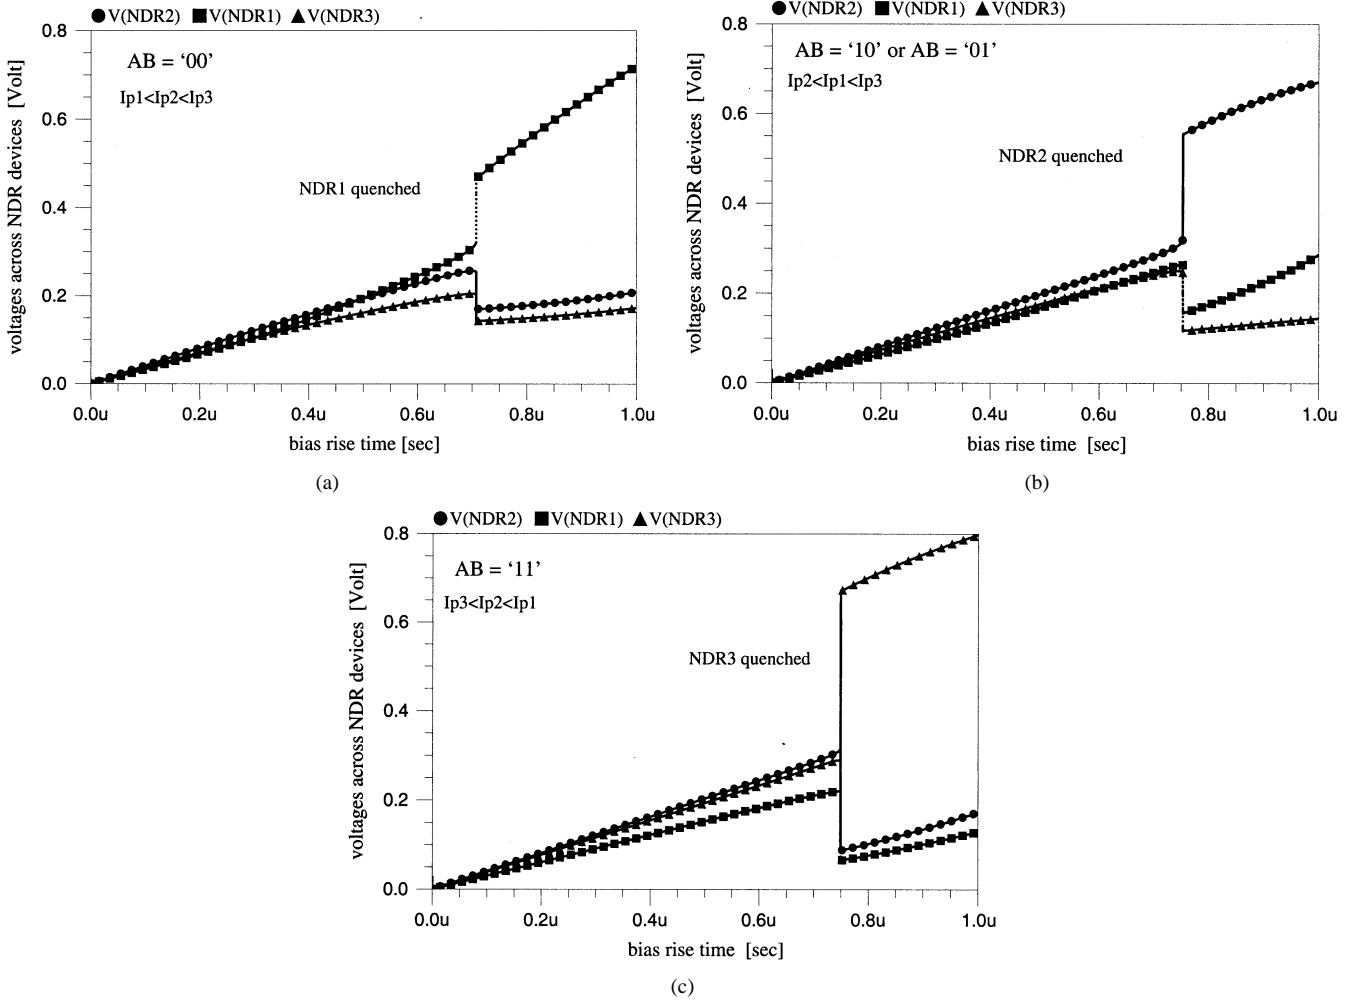 V(NDR2) V(NDR1) V(NDR3)
0.8
0.6
0.4
0.2
0.0
voltages across NDR devices [Volt]
AB = ‘00’
Ip1<Ip2<Ip3
NDR1 quenched
0.0u 0.2u 0.4u 0.6u 0.8u 1.0u
bias rise time [sec]
(a)
V(NDR2) V(NDR1) V(NDR3)
0.8
0.6
0.4
0.2
0.0
voltages across NDR devices [Volt]
AB = ‘10’ or AB = ‘01’
Ip2<Ip1<Ip3
NDR2 quenched
0.0u 0.2u 0.4u 0.6u 0.8u 1.0u
bias rise time [sec]
(b)
V(NDR2) V(NDR1) V(NDR3)
0.8
0.6
0.4
0.2
0.0
voltages across NDR devices [Volt]
AB = ‘11’
Ip3<Ip2<Ip1
NDR3 quenched
0.0u 0.2u 0.4u 0.6u 0.8u 1.0u
bias rise time [sec]
(c)